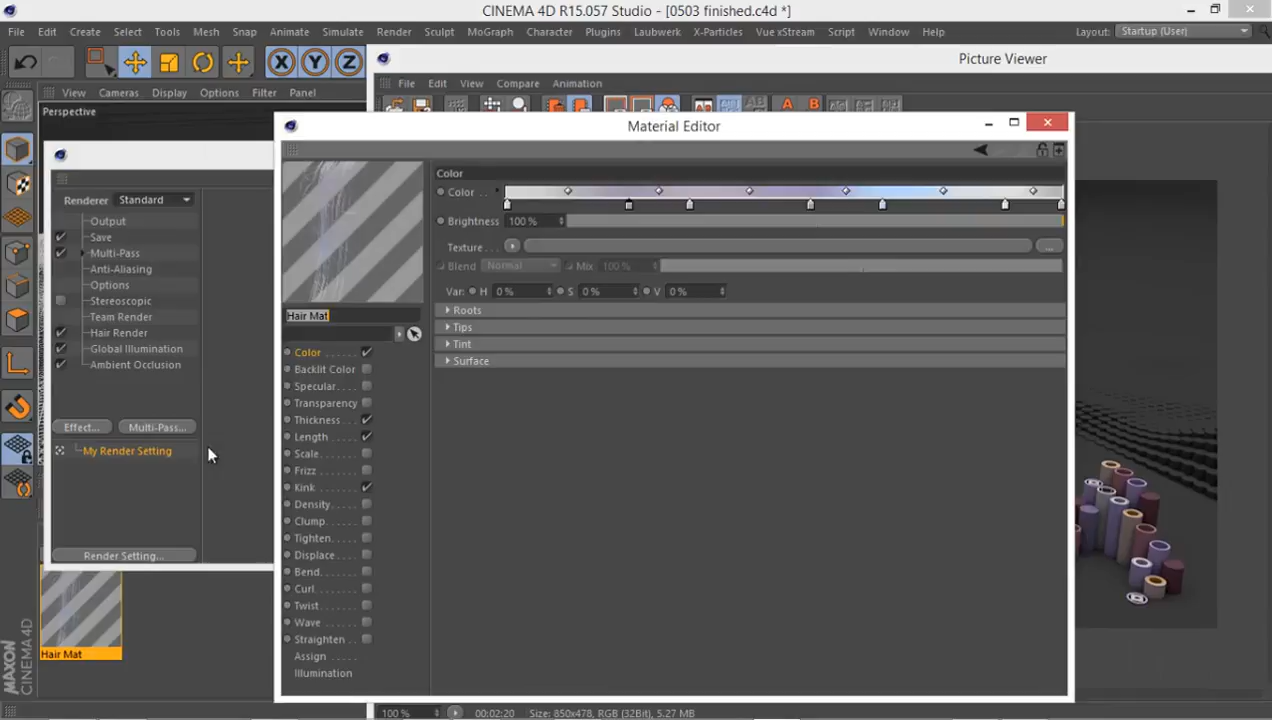 CINEMA 4D R15.057 Studio - [0503 finished.c4d *]
File Edit Create Select Tools Mesh Snap Animate Simulate Render Sculpt MoGraph Character Plugins Laubwerk X-Particles Vue xStream Script Window Help Layout: Startup (User)
X Y Z
Picture Viewer
File Edit View Compare Animation
A B
View Cameras Display Options Filter Panel
Perspective
Material Editor
Renderer Standard
Output
Save
Multi-Pass
Anti-Aliasing
Options
Stereoscopic
Team Render
Hair Render
Global Illumination
Ambient Occlusion
Effect... Multi-Pass...
My Render Setting
Render Setting...
Hair Mat
MAXON
CINEMA 4D
Hair Mat
Color
Backlit Color
Specular. . . .
Transparency
Thickness . . . .
Length . . . . .
Scale . . . .
Frizz . . . .
Kink . . . . .
Density. . . .
Clump. . . .
Tighten. . . .
Displace . . .
Bend. . . . .
Curl . . . . .
Twist . . . .
Wave . . . .
Straighten . .
Assign . . . .
Illumination
Color
Color . . .
Brightness 100 %
Texture . . .
Blend Normal Mix 100 %
Var: H 0 % S 0 % V 0 %
Roots
Tips
Tint
Surface
100 % 00:02:20 Size: 850x478, RGB (32Bit), 5.27 MB